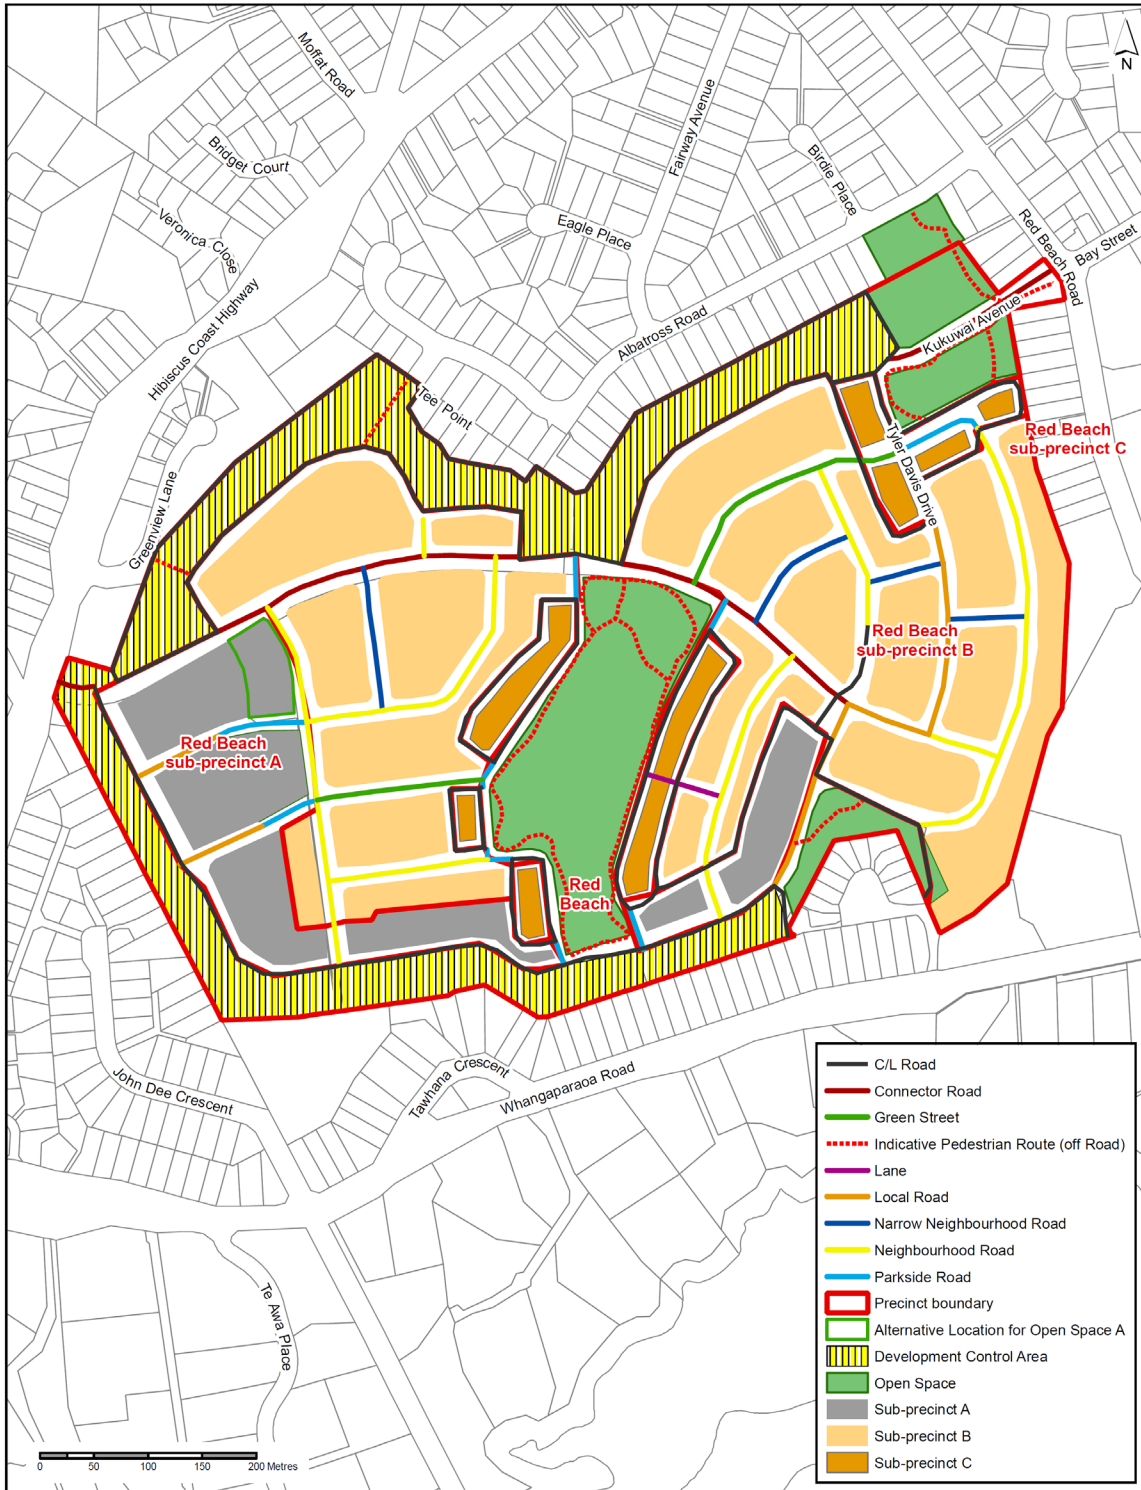 Moffat Road
N
Bridget Court
Fairway Avenue
Birdie Place
Veronica Close
Eagle Place
Red Beach Road
Bay Street
Hibiscus Coast Highway
Albatross Road
Kukuwai Avenue
Tee Point
Tyler Davis Drive
Red Beach
sub-precinct C
Greenview Lane
Red Beach
sub-precinct B
Red Beach
sub-precinct A
Red
Beach
John Dee Crescent
Tawhana Crescent
Whangaparaoa Road
Te Awa Place
C/L Road
Connector Road
Green Street
Indicative Pedestrian Route (off Road)
Lane
Local Road
Narrow Neighbourhood Road
Neighbourhood Road
Parkside Road
Precinct boundary
Alternative Location for Open Space A
Development Control Area
Open Space
Sub-precinct A
Sub-precinct B
Sub-precinct C
0 50 100 150 200 Metres